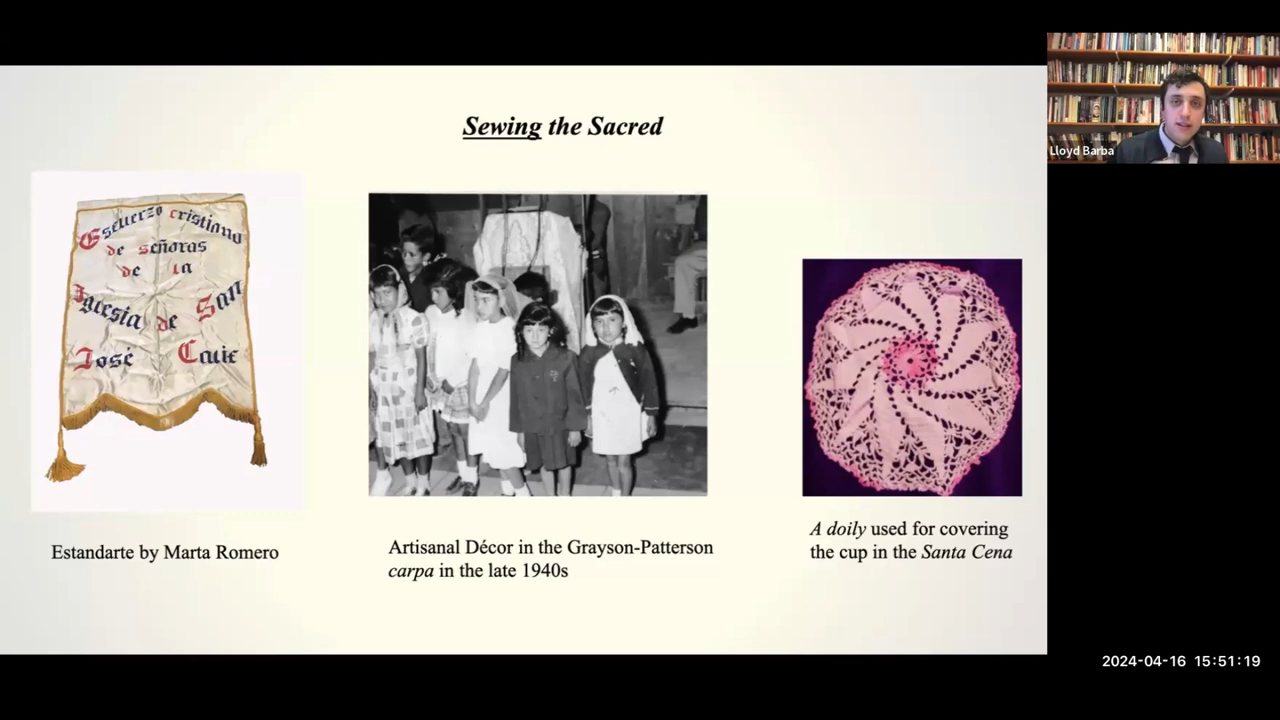 Sewing the Sacred
Esfuerzo cristiano
de señoras
de la
Iglesia de San
José Calif
Estandarte by Marta Romero
Artisanal Décor in the Grayson-Patterson
carpa in the late 1940s
A doily used for covering
the cup in the Santa Cena
Lloyd Barba
2024-04-16 15:51:19